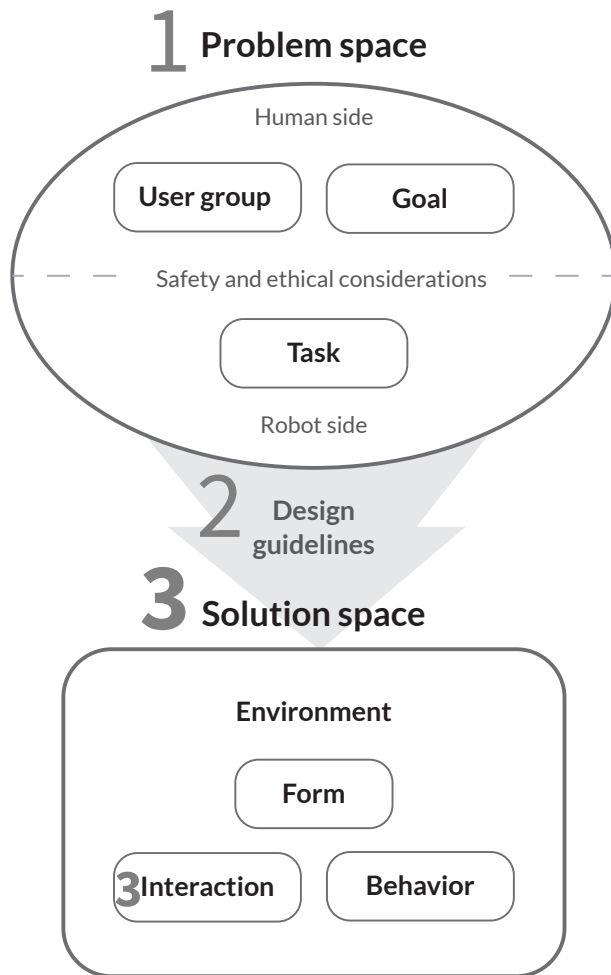 1 Problem space
Human side
User group
Goal
Safety and ethical considerations
Task
Robot side
2 Design
guidelines
3 Solution space
Environment
Form
3 Interaction
Behavior